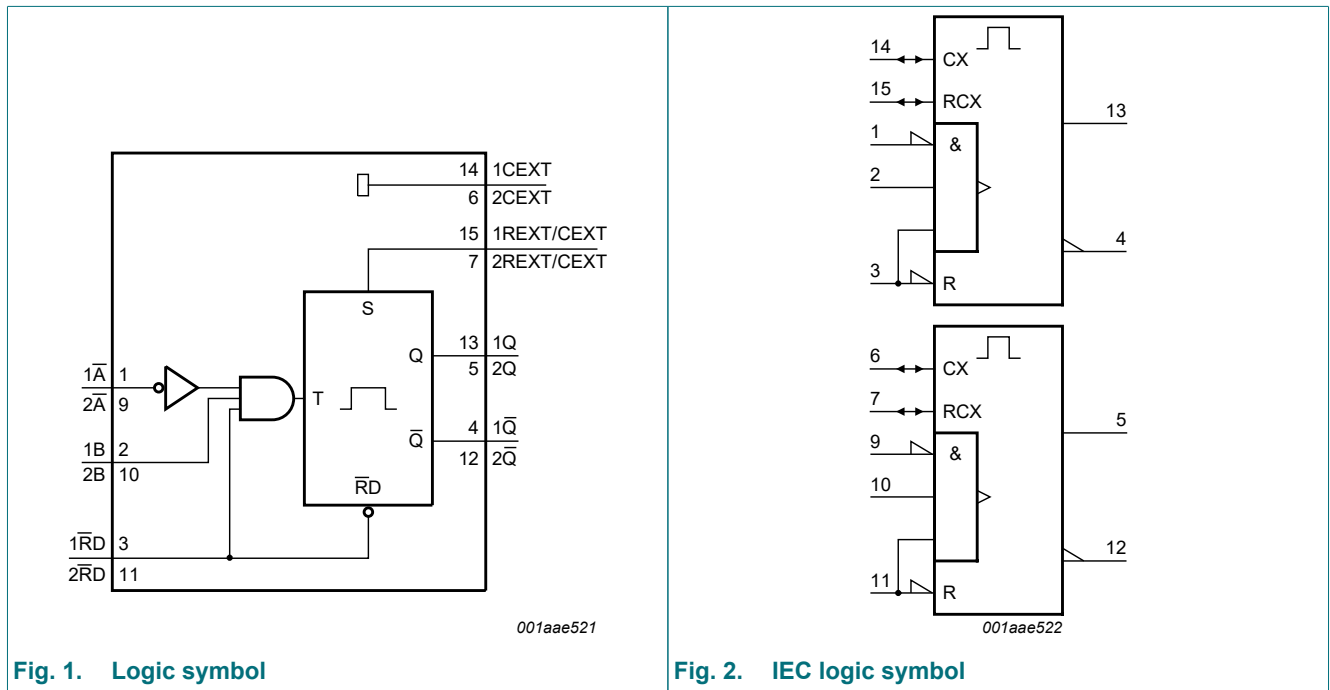 14 1CEXT
6 2CEXT
15 1REXT/CEXT
7 2REXT/CEXT
S
Q
13 1Q
5 2Q
1A̅ 1
2A̅ 9
T
Q̅
4 1Q̅
12 2Q̅
1B 2
2B 10
R̅D
1R̅D 3
2R̅D 11
001aae521
Fig. 1. Logic symbol
14 CX
15 RCX
13
1 &
2
4
3 R
6 CX
7 RCX
5
9 &
10
12
11 R
001aae522
Fig. 2. IEC logic symbol